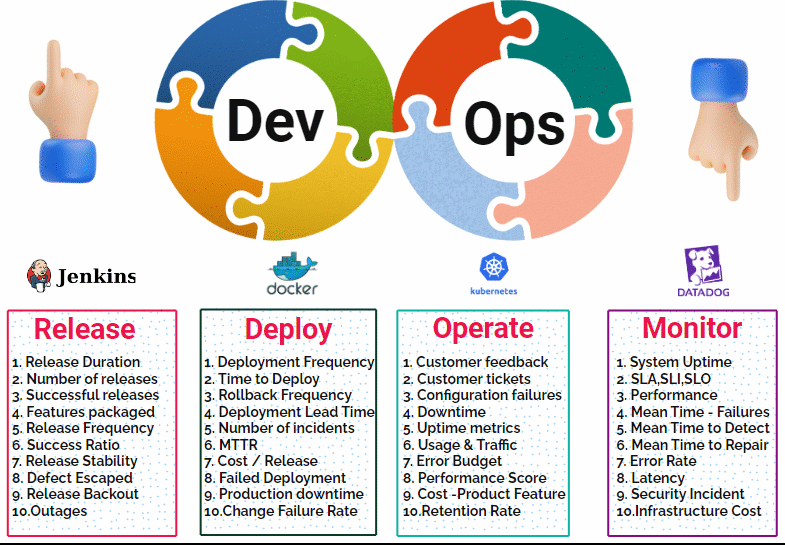 Dev
Ops
Jenkins
docker
kubernetes
DATADOG
Release
1. Release Duration
2. Number of releases
3. Successful releases
4. Features packaged
5. Release Frequency
6. Success Ratio
7. Release Stability
8. Defect Escaped
9. Release Backout
10.Outages
Deploy
1. Deployment Frequency
2. Time to Deploy
3. Rollback Frequency
4. Deployment Lead Time
5. Number of incidents
6. MTTR
7. Cost / Release
8. Failed Deployment
9. Production downtime
10.Change Failure Rate
Operate
1. Customer feedback
2. Customer tickets
3. Configuration failures
4. Downtime
5. Uptime metrics
6. Usage & Traffic
7. Error Budget
8. Performance Score
9. Cost -Product Feature
10.Retention Rate
Monitor
1. System Uptime
2. SLA,SLI,SLO
3. Performance
4. Mean Time - Failures
5. Mean Time to Detect
6. Mean Time to Repair
7. Error Rate
8. Latency
9. Security Incident
10.Infrastructure Cost